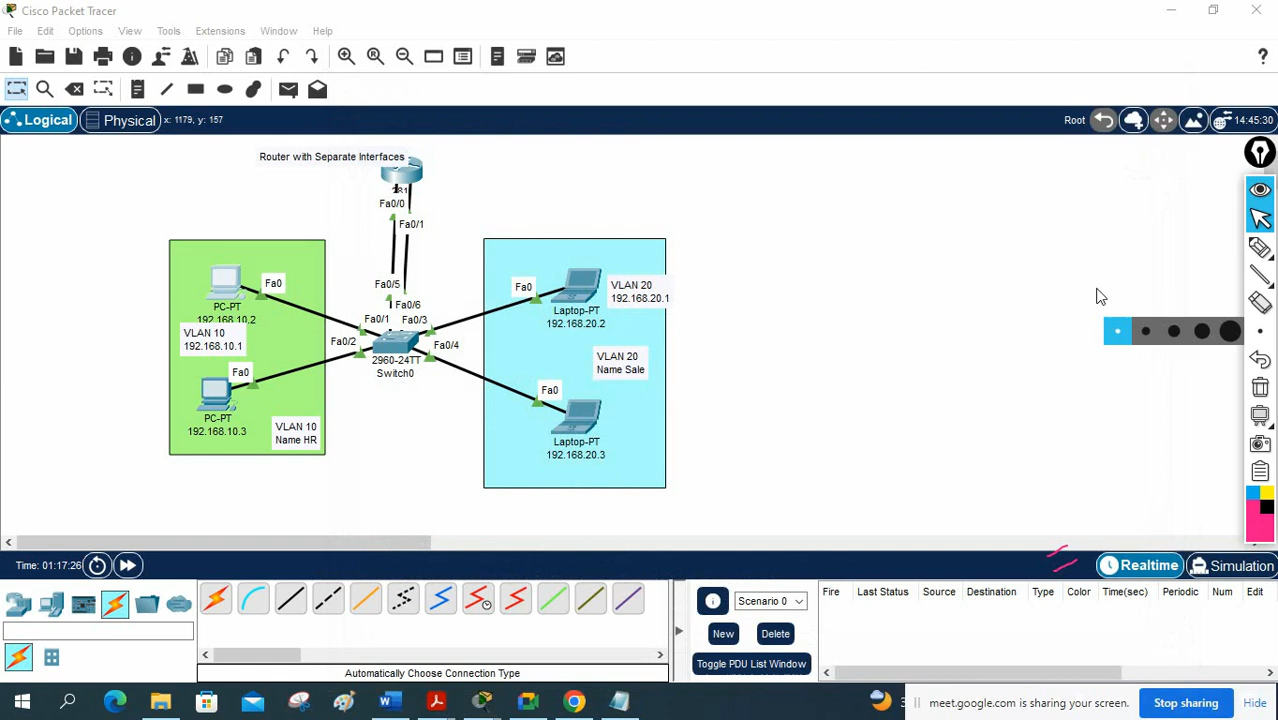 Cisco Packet Tracer
File Edit Options View Tools Extensions Window Help
Logical Physical x: 1179, y: 157 Root 14:45:30
Router with Separate Interfaces
Fa0/0
Fa0/1
Fa0/5
Fa0/6
Fa0/1 Fa0/3
Fa0/2 Fa0/4
2960-24TT
Switch0
Fa0
PC-PT
192.168.10.2
VLAN 10
192.168.10.1
Fa0
PC-PT
192.168.10.3
VLAN 10
Name HR
Fa0
VLAN 20
192.168.20.1
Laptop-PT
192.168.20.2
VLAN 20
Name Sale
Fa0
Laptop-PT
192.168.20.3
Time: 01:17:26 Realtime Simulation
Scenario 0
New Delete
Toggle PDU List Window
Fire Last Status Source Destination Type Color Time(sec) Periodic Num Edit
Automatically Choose Connection Type
meet.google.com is sharing your screen. Stop sharing Hide